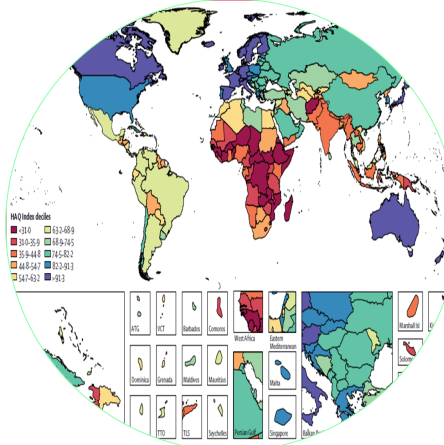 HAQ Index deciles
<31·0
31·0–35·9
35·9–44·8
44·8–54·7
54·7–63·2
63·2–68·9
68·9–74·5
74·5–82·2
82·2–91·3
>91·3
ATG
VCT
Barbados
Comoros
West Africa
Eastern
Mediterranean
Marshall Isl
Dominica
Grenada
Maldives
Mauritius
Malta
TTO
TLS
Seychelles
Persian Gulf
Singapore